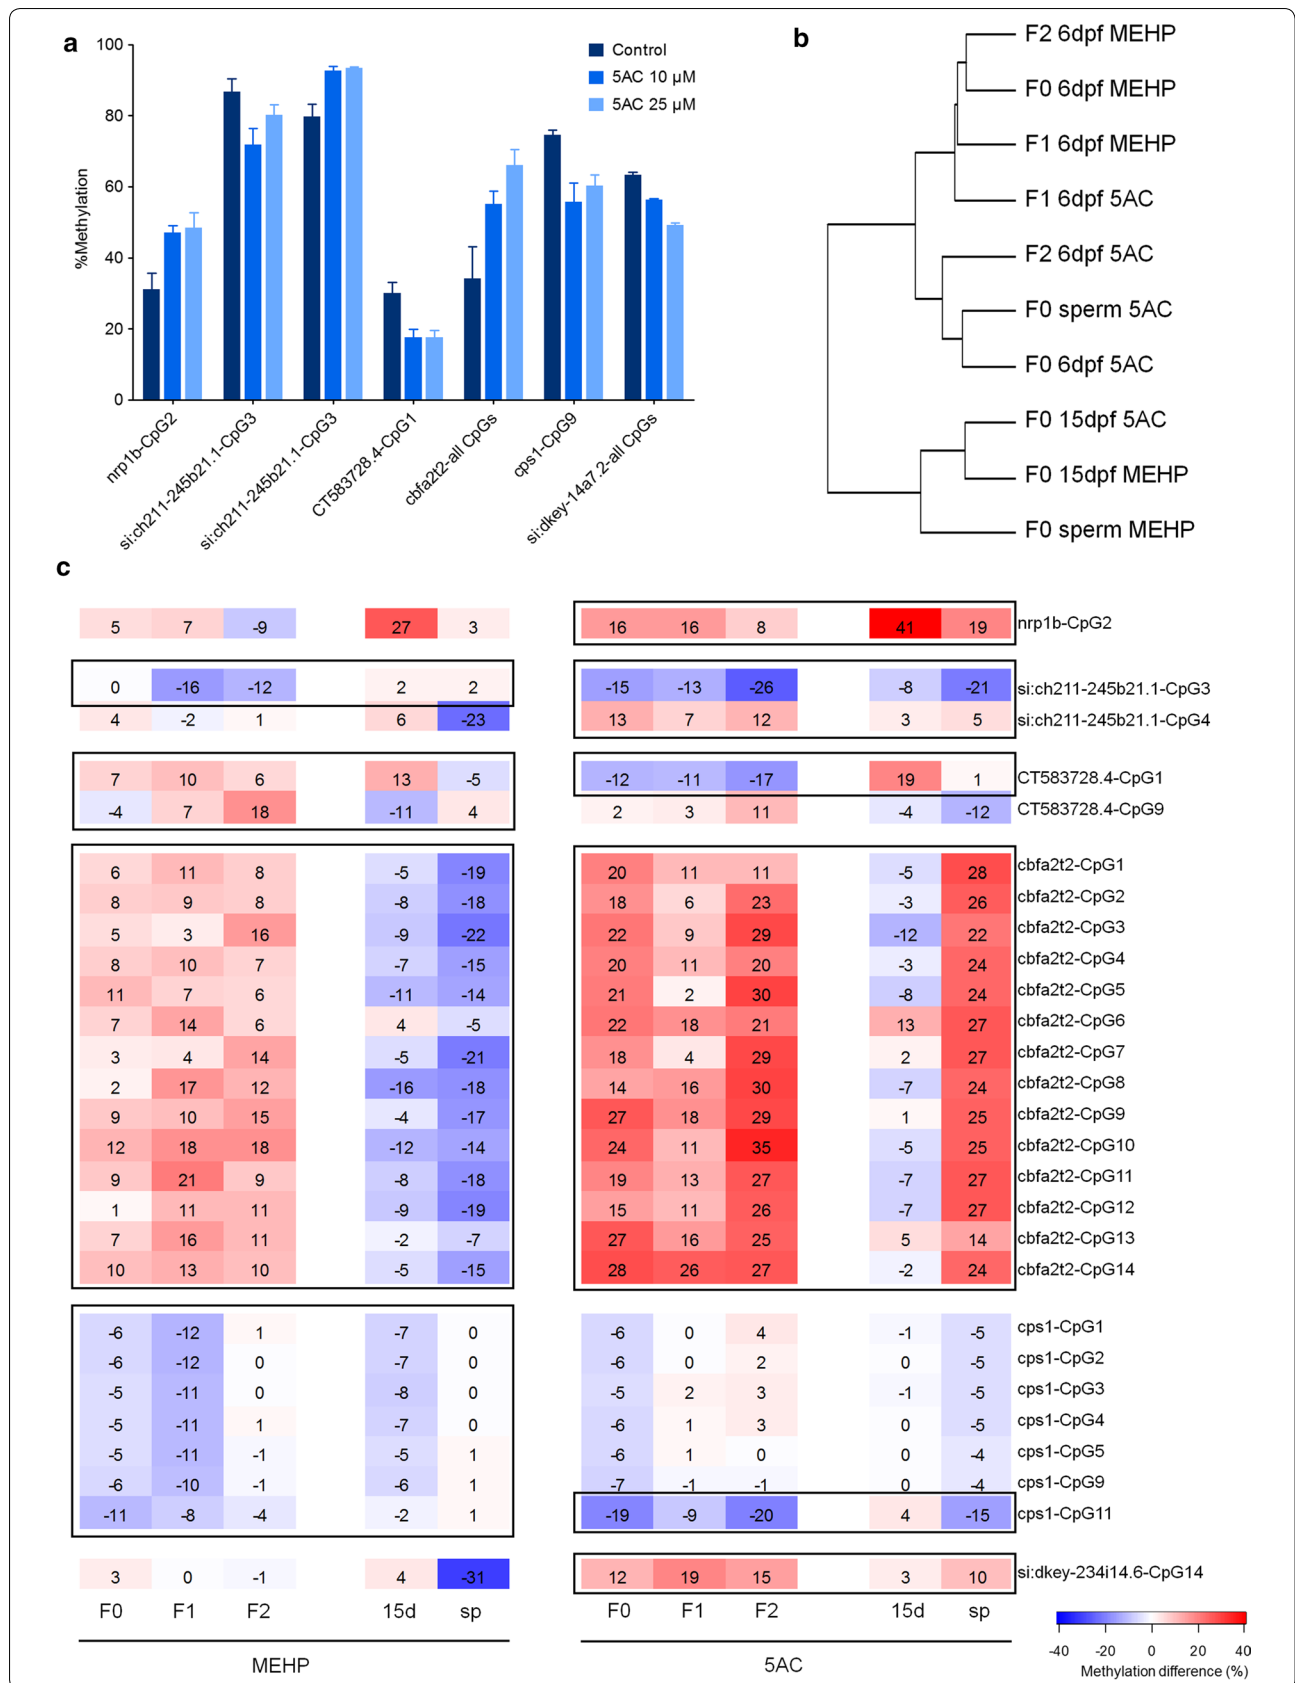 a
100
80
60
40
20
0
%Methylation
Control
5AC 10 µM
5AC 25 µM
nrp1b-CpG2
si:ch211-245b21.1-CpG3
si:ch211-245b21.1-CpG3
CT583728.4-CpG1
cbfa2t2-all CpGs
cps1-CpG9
si:dkey-14a7.2-all CpGs
b
F2 6dpf MEHP
F0 6dpf MEHP
F1 6dpf MEHP
F1 6dpf 5AC
F2 6dpf 5AC
F0 sperm 5AC
F0 6dpf 5AC
F0 15dpf 5AC
F0 15dpf MEHP
F0 sperm MEHP
c
5 7 -9 27 3 16 16 8 41 19 nrp1b-CpG2
0 -16 -12 2 2 -15 -13 -26 -8 -21 si:ch211-245b21.1-CpG3
4 -2 1 6 -23 13 7 12 3 5 si:ch211-245b21.1-CpG4
7 10 6 13 -5 -12 -11 -17 19 1 CT583728.4-CpG1
-4 7 18 -11 4 2 3 11 -4 -12 CT583728.4-CpG9
6 11 8 -5 -19 20 11 11 -5 28 cbfa2t2-CpG1
8 9 8 -8 -18 18 6 23 -3 26 cbfa2t2-CpG2
5 3 16 -9 -22 22 9 29 -12 22 cbfa2t2-CpG3
8 10 7 -7 -15 20 11 20 -3 24 cbfa2t2-CpG4
11 7 6 -11 -14 21 2 30 -8 24 cbfa2t2-CpG5
7 14 6 4 -5 22 18 21 13 27 cbfa2t2-CpG6
3 4 14 -5 -21 18 4 29 2 27 cbfa2t2-CpG7
2 17 12 -16 -18 14 16 30 -7 24 cbfa2t2-CpG8
9 10 15 -4 -17 27 18 29 1 25 cbfa2t2-CpG9
12 18 18 -12 -14 24 11 35 -5 25 cbfa2t2-CpG10
9 21 9 -8 -18 19 13 27 -7 27 cbfa2t2-CpG11
1 11 11 -9 -19 15 11 26 -7 27 cbfa2t2-CpG12
7 16 11 -2 -7 27 16 25 5 14 cbfa2t2-CpG13
10 13 10 -5 -15 28 26 27 -2 24 cbfa2t2-CpG14
-6 -12 1 -7 0 -6 0 4 -1 -5 cps1-CpG1
-6 -12 0 -7 0 -6 0 2 0 -5 cps1-CpG2
-5 -11 0 -8 0 -5 2 3 -1 -5 cps1-CpG3
-5 -11 1 -7 0 -6 1 3 0 -5 cps1-CpG4
-5 -11 -1 -5 1 -6 1 0 0 -4 cps1-CpG5
-6 -10 -1 -6 1 -7 -1 -1 0 -4 cps1-CpG9
-11 -8 -4 -2 1 -19 -9 -20 4 -15 cps1-CpG11
3 0 -1 4 -31 12 19 15 3 10 si:dkey-234i14.6-CpG14
F0 F1 F2 15d sp F0 F1 F2 15d sp
MEHP 5AC
-40 -20 0 20 40
Methylation difference (%)